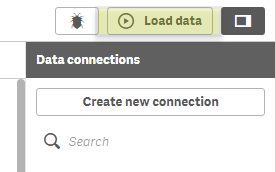 Load data
Data connections
Create new connection
Search